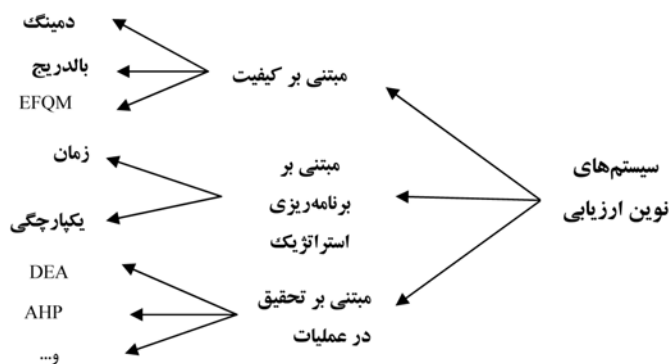 سیستم‌های
نوین ارزیابی
مبتنی بر کیفیت
دمینگ
بالدریج
EFQM
مبتنی بر
برنامه‌ریزی
استراتژیک
زمان
یکپارچگی
مبتنی بر تحقیق
در عملیات
DEA
AHP
و...